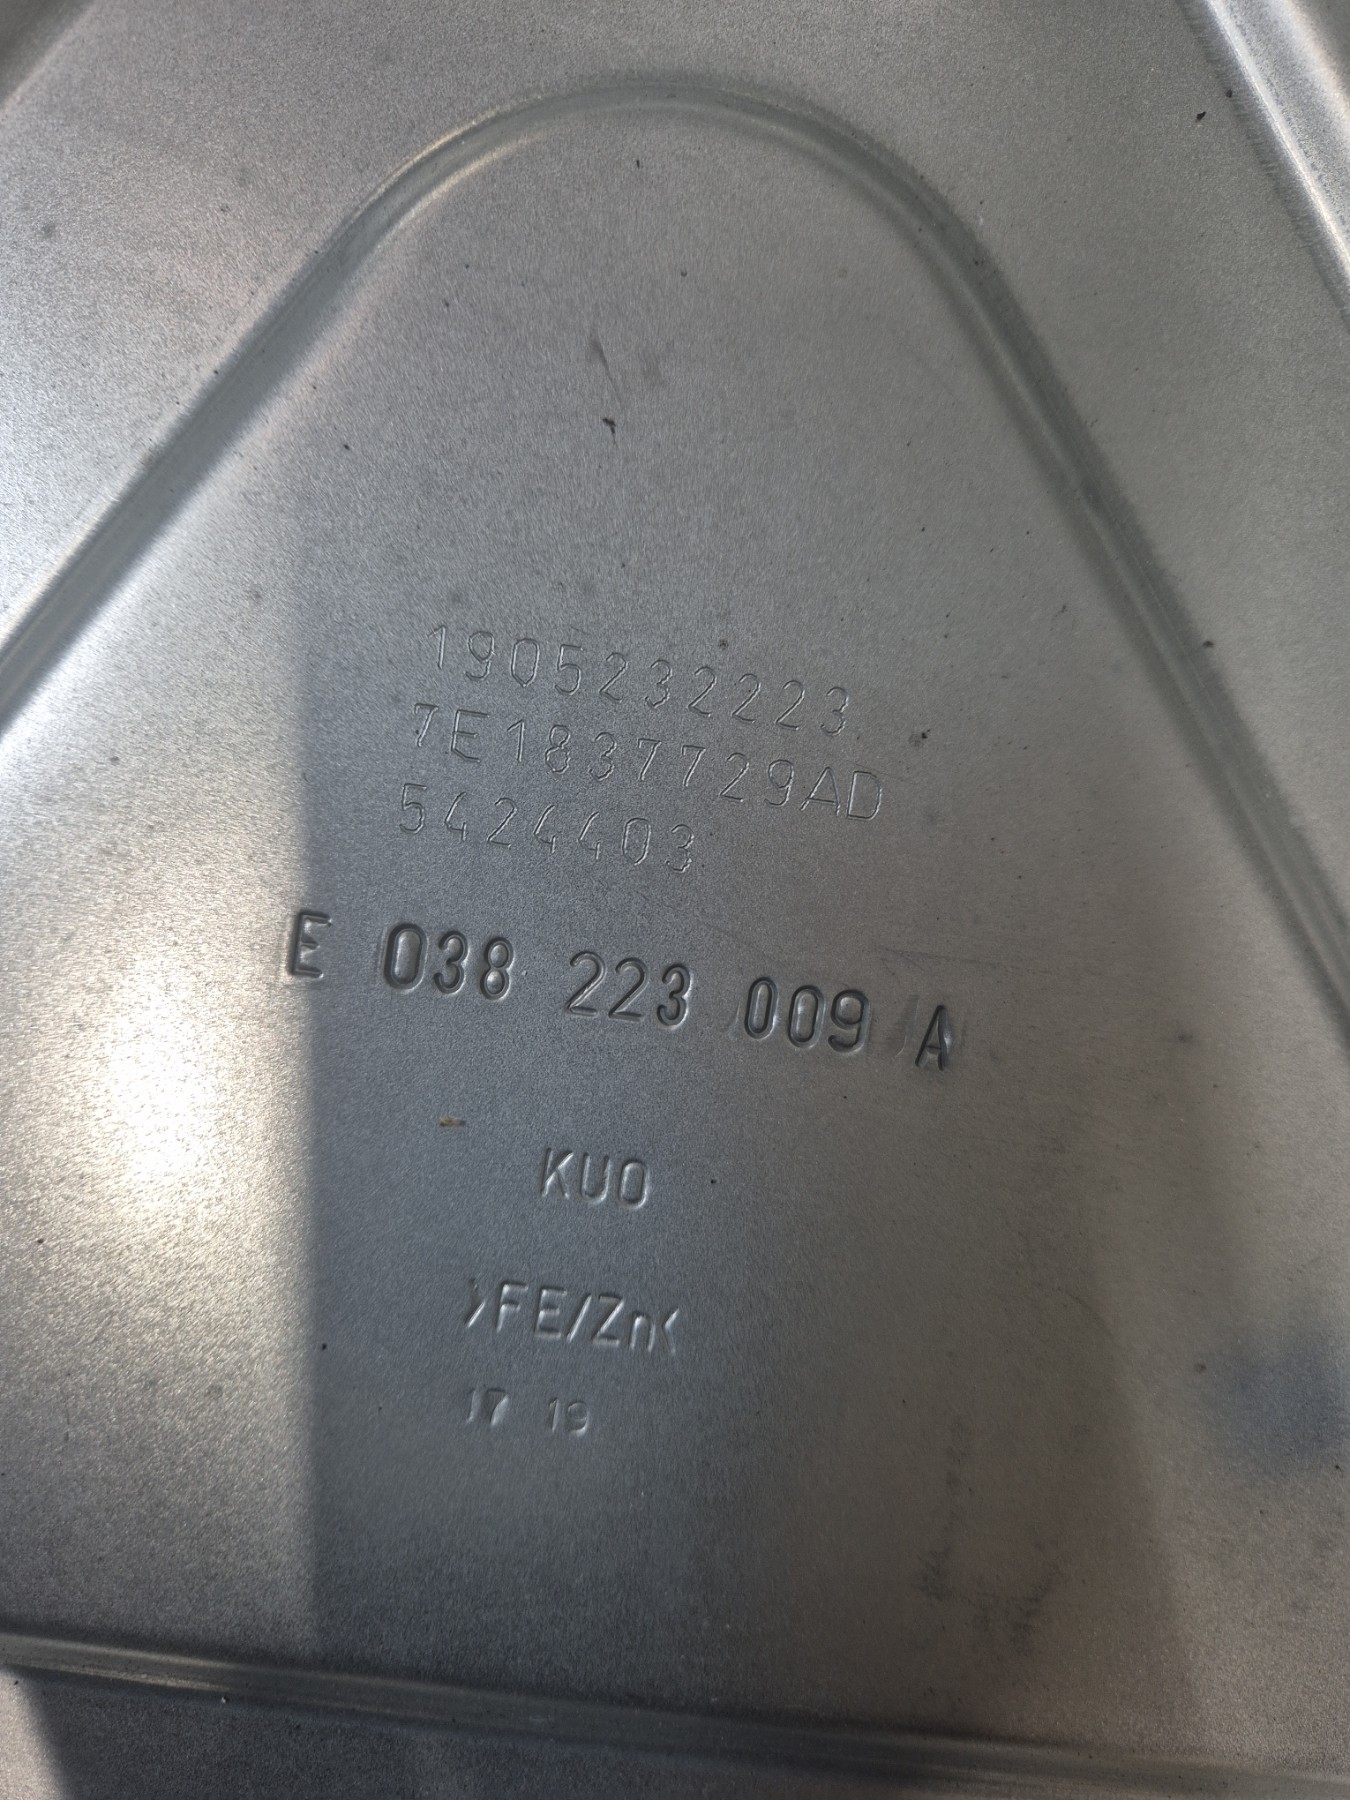 1905232223
7E1837729AD
5424403
E 038 223 009 A
KUO
>FE/Zn<
17 19